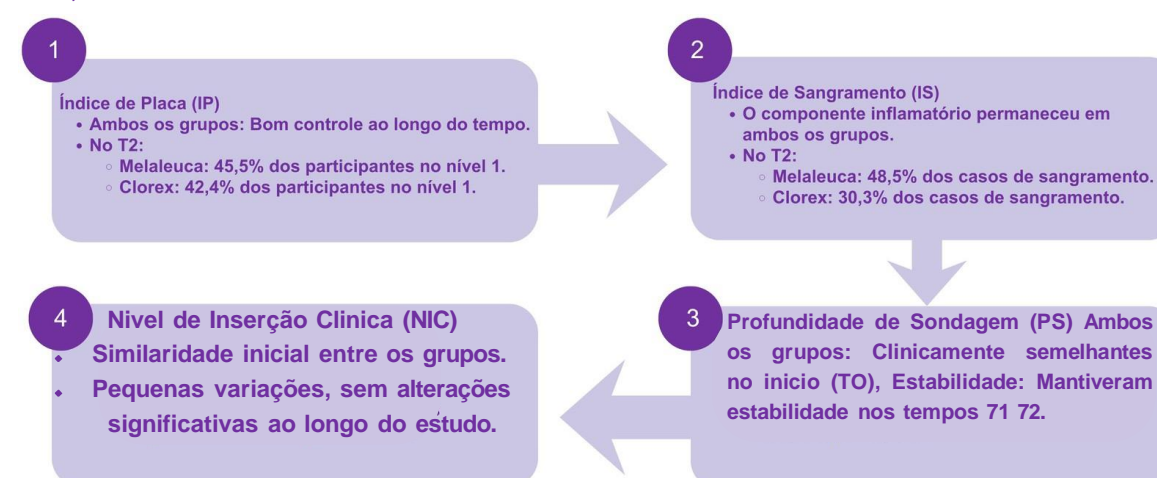 1
Índice de Placa (IP)
• Ambos os grupos: Bom controle ao longo do tempo.
• No T2:
○ Melaleuca: 45,5% dos participantes no nível 1.
○ Clorex: 42,4% dos participantes no nível 1.
2
Índice de Sangramento (IS)
• O componente inflamatório permaneceu em
ambos os grupos.
• No T2:
○ Melaleuca: 48,5% dos casos de sangramento.
○ Clorex: 30,3% dos casos de sangramento.
3
Profundidade de Sondagem (PS) Ambos
os grupos: Clinicamente semelhantes
no inicio (TO), Estabilidade: Mantiveram
estabilidade nos tempos 71 72.
4
Nivel de Inserção Clinica (NIC)
Similaridade inicial entre os grupos.
Pequenas variações, sem alterações
significativas ao longo do estudo.